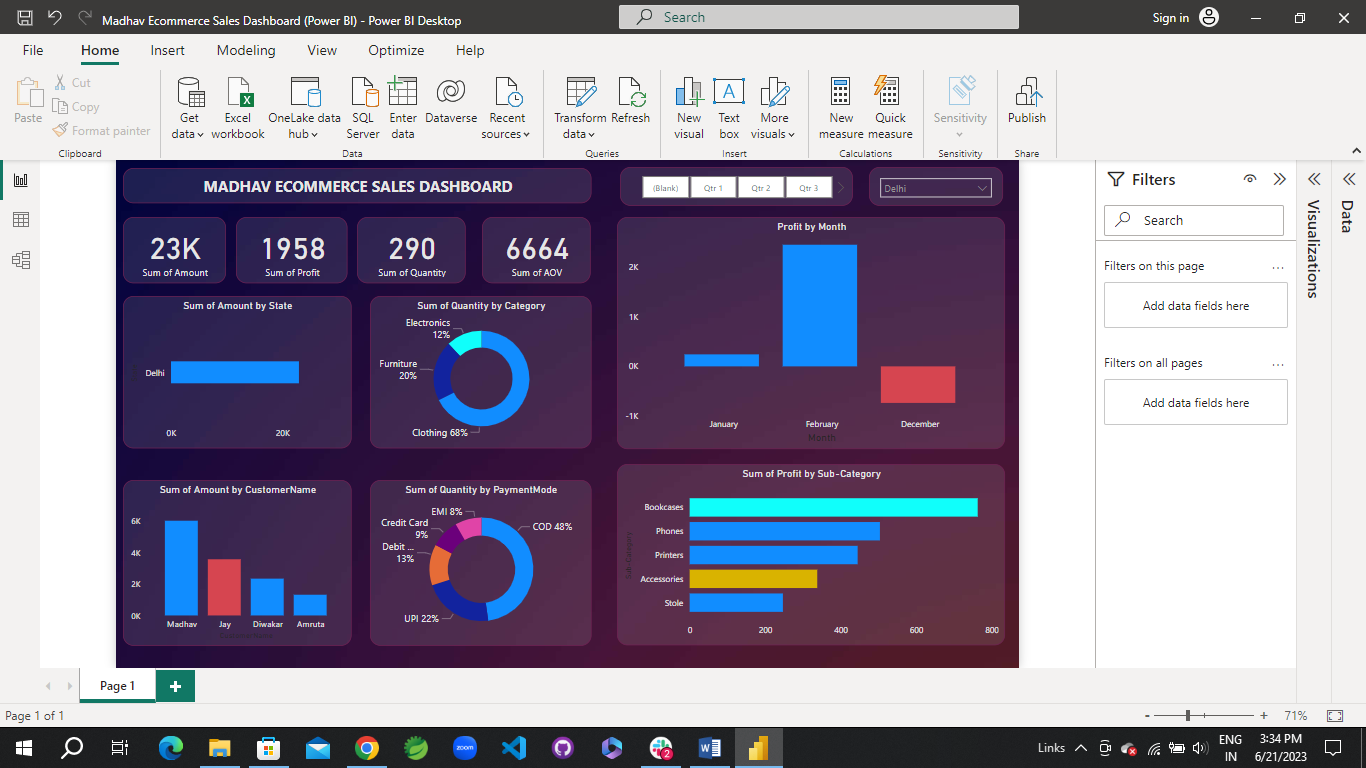 Madhav Ecommerce Sales Dashboard (Power BI) - Power BI Desktop
Search
Sign in
File Home Insert Modeling View Optimize Help
Paste
Cut
Copy
Format painter
Clipboard
Get data
Excel workbook
OneLake data hub
SQL Server
Enter data
Dataverse
Recent sources
Data
Transform data
Refresh
Queries
New visual
Text box
More visuals
Insert
New measure
Quick measure
Calculations
Sensitivity
Sensitivity
Publish
Share
MADHAV ECOMMERCE SALES DASHBOARD
(Blank) Qtr 1 Qtr 2 Qtr 3
Delhi
23K
Sum of Amount
1958
Sum of Profit
290
Sum of Quantity
6664
Sum of AOV
Profit by Month
2K
1K
0K
-1K
January February December
Month
Sum of Amount by State
Delhi
0K 20K
Sum of Quantity by Category
Electronics
12%
Furniture
20%
Clothing 68%
Sum of Amount by CustomerName
6K
4K
2K
0K
Madhav Jay Diwakar Amruta
CustomerName
Sum of Quantity by PaymentMode
EMI 8%
Credit Card
9%
Debit ...
13%
UPI 22%
COD 48%
Sum of Profit by Sub-Category
Sub-Category
Bookcases
Phones
Printers
Accessories
Stole
0 200 400 600 800
Filters
Search
Filters on this page
...
Add data fields here
Filters on all pages
...
Add data fields here
Visualizations
Data
Page 1
Page 1 of 1
- + 71%
zoom
2
Links
ENG
IN
3:34 PM
6/21/2023